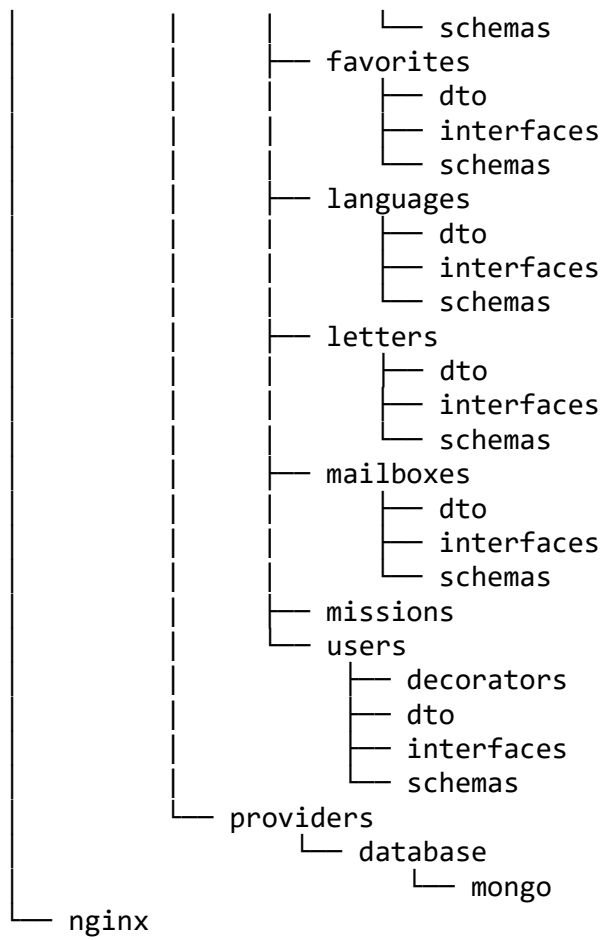 │ │ │ └── schemas
│ │ ├── favorites
│ │ │ ├── dto
│ │ │ ├── interfaces
│ │ │ └── schemas
│ │ ├── languages
│ │ │ ├── dto
│ │ │ ├── interfaces
│ │ │ └── schemas
│ │ ├── letters
│ │ │ ├── dto
│ │ │ ├── interfaces
│ │ │ └── schemas
│ │ ├── mailboxes
│ │ │ ├── dto
│ │ │ ├── interfaces
│ │ │ └── schemas
│ │ ├── missions
│ │ └── users
│ │ ├── decorators
│ │ ├── dto
│ │ ├── interfaces
│ │ └── schemas
│ └── providers
│ └── database
│ └── mongo
└── nginx